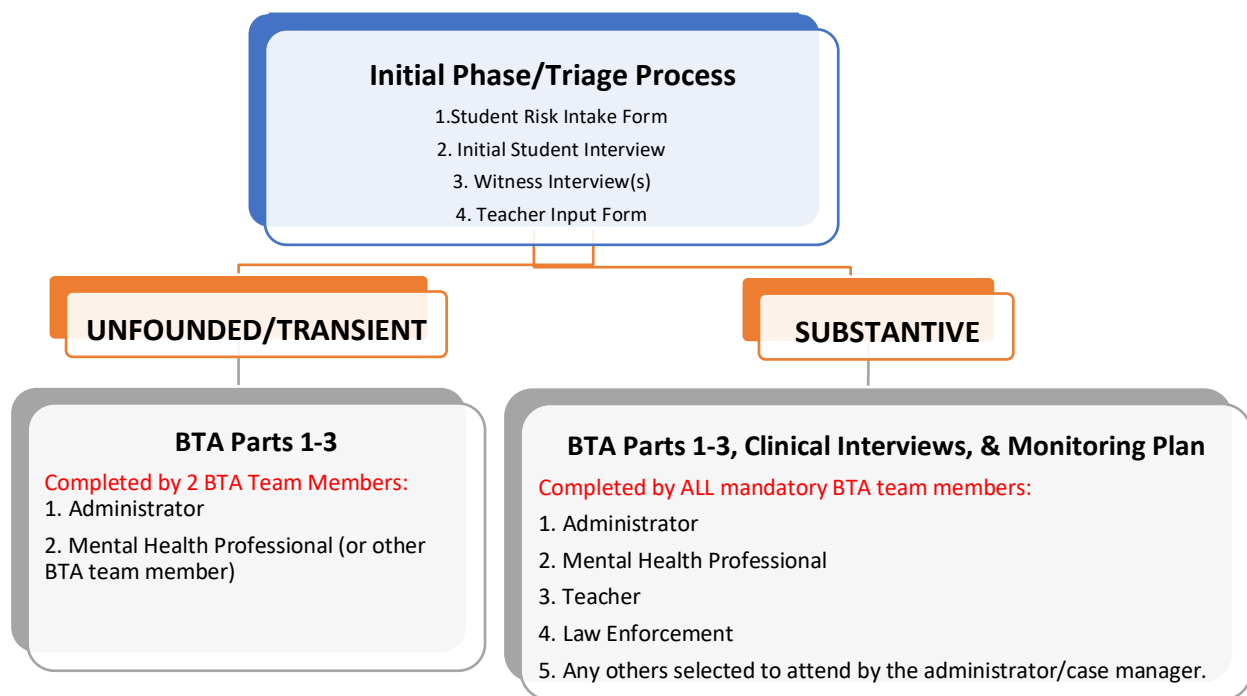 Initial Phase/Triage Process
1.Student Risk Intake Form
2. Initial Student Interview
3. Witness Interview(s)
4. Teacher Input Form
UNFOUNDED/TRANSIENT
SUBSTANTIVE
BTA Parts 1-3
Completed by 2 BTA Team Members:
1. Administrator
2. Mental Health Professional (or other
BTA team member)
BTA Parts 1-3, Clinical Interviews, & Monitoring Plan
Completed by ALL mandatory BTA team members:
1. Administrator
2. Mental Health Professional
3. Teacher
4. Law Enforcement
5. Any others selected to attend by the administrator/case manager.